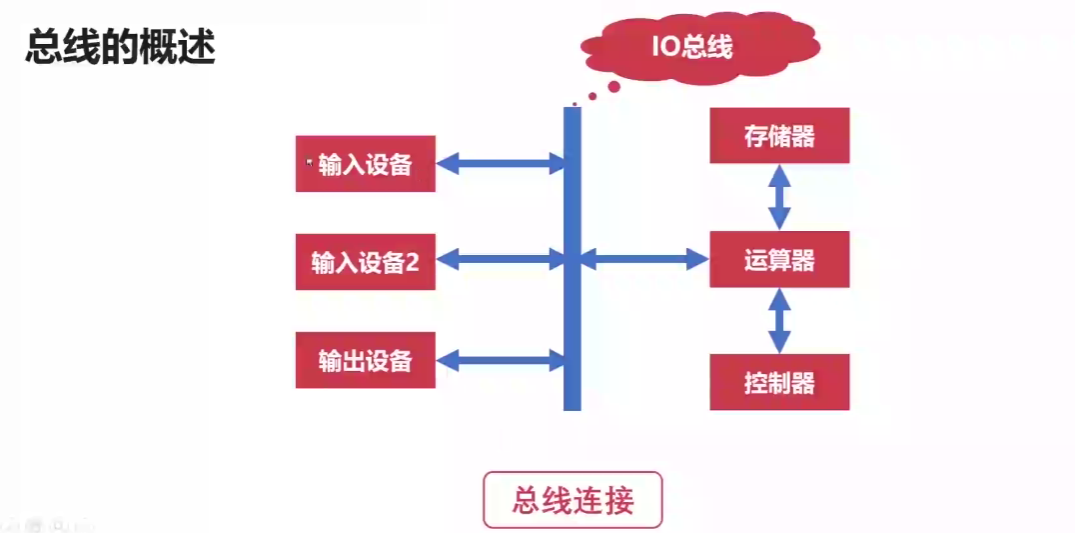 总线的概述
IO总线
存储器
输入设备
输入设备2
运算器
输出设备
控制器
总线连接